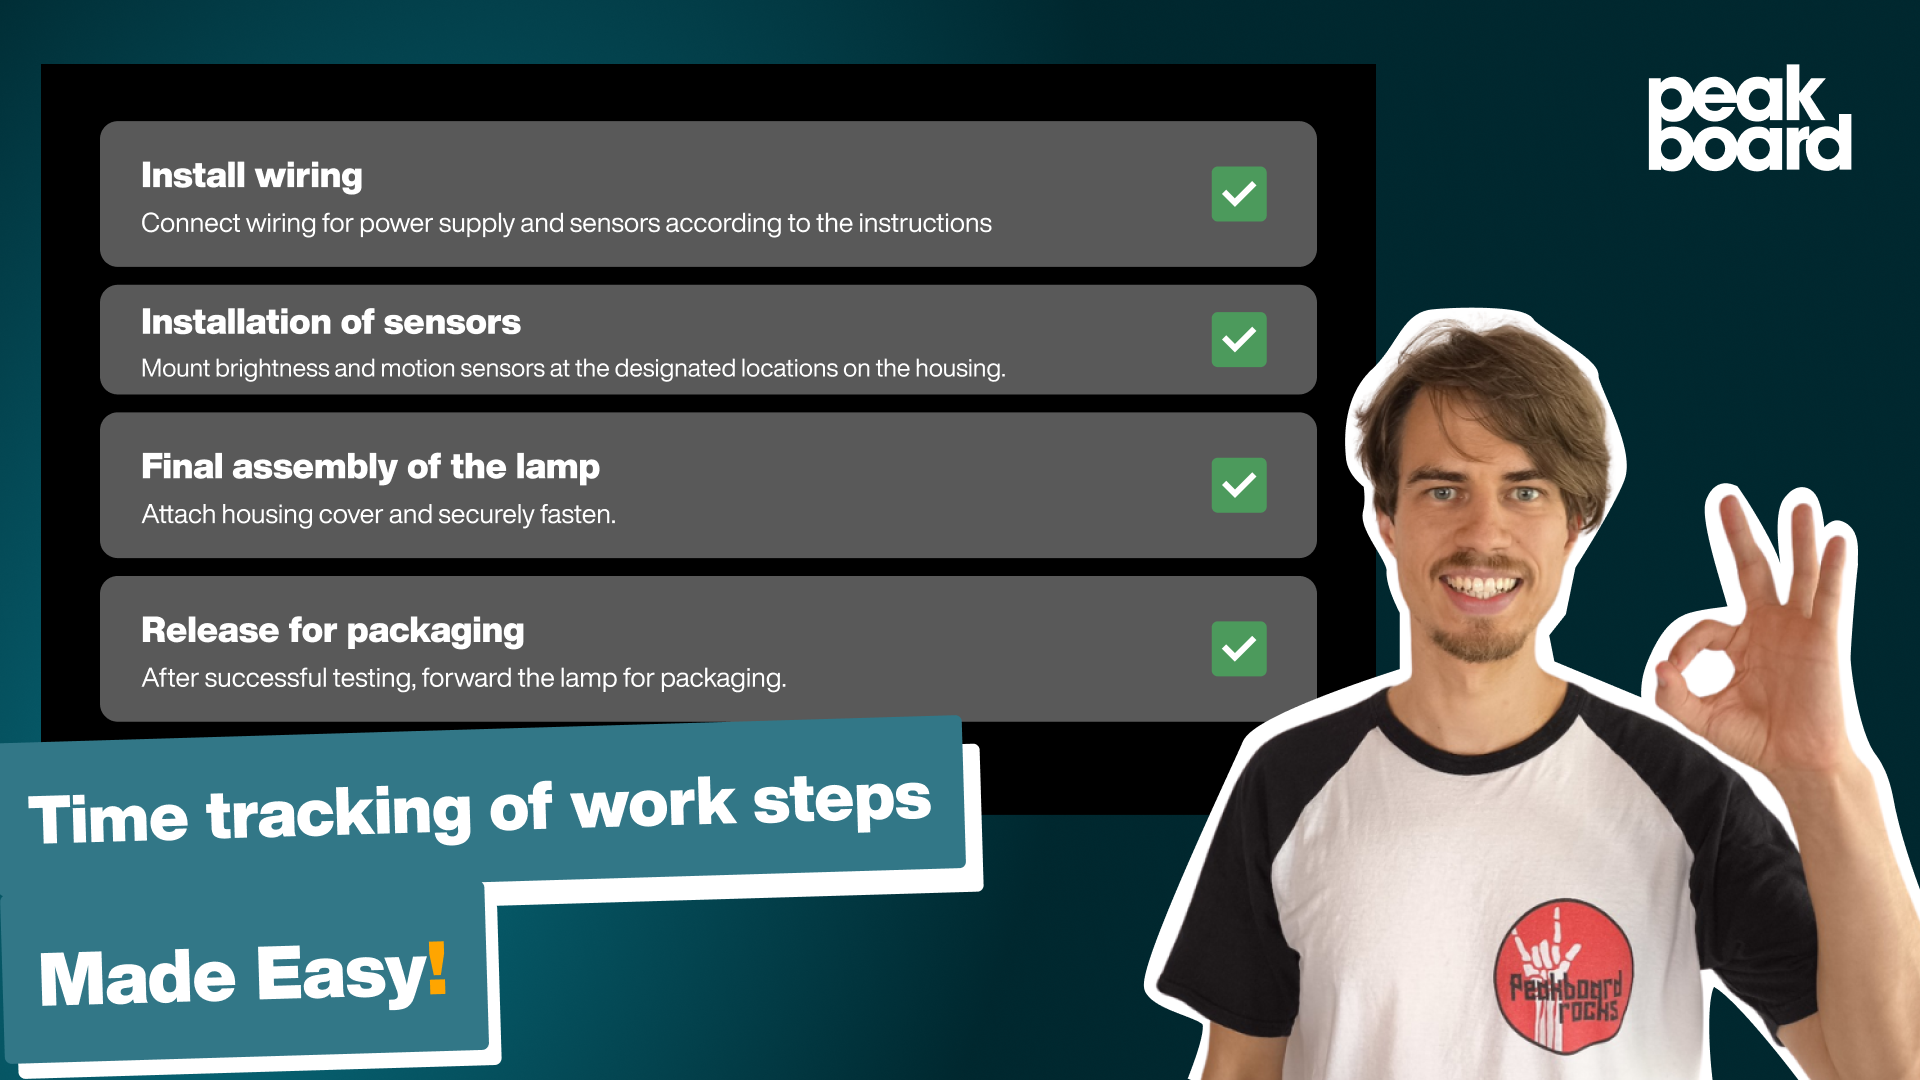 peak
board
Install wiring
Connect wiring for power supply and sensors according to the instructions
Installation of sensors
Mount brightness and motion sensors at the designated locations on the housing.
Final assembly of the lamp
Attach housing cover and securely fasten.
Release for packaging
After successful testing, forward the lamp for packaging.
Time tracking of work steps
Made Easy!
Peakboard
rocks